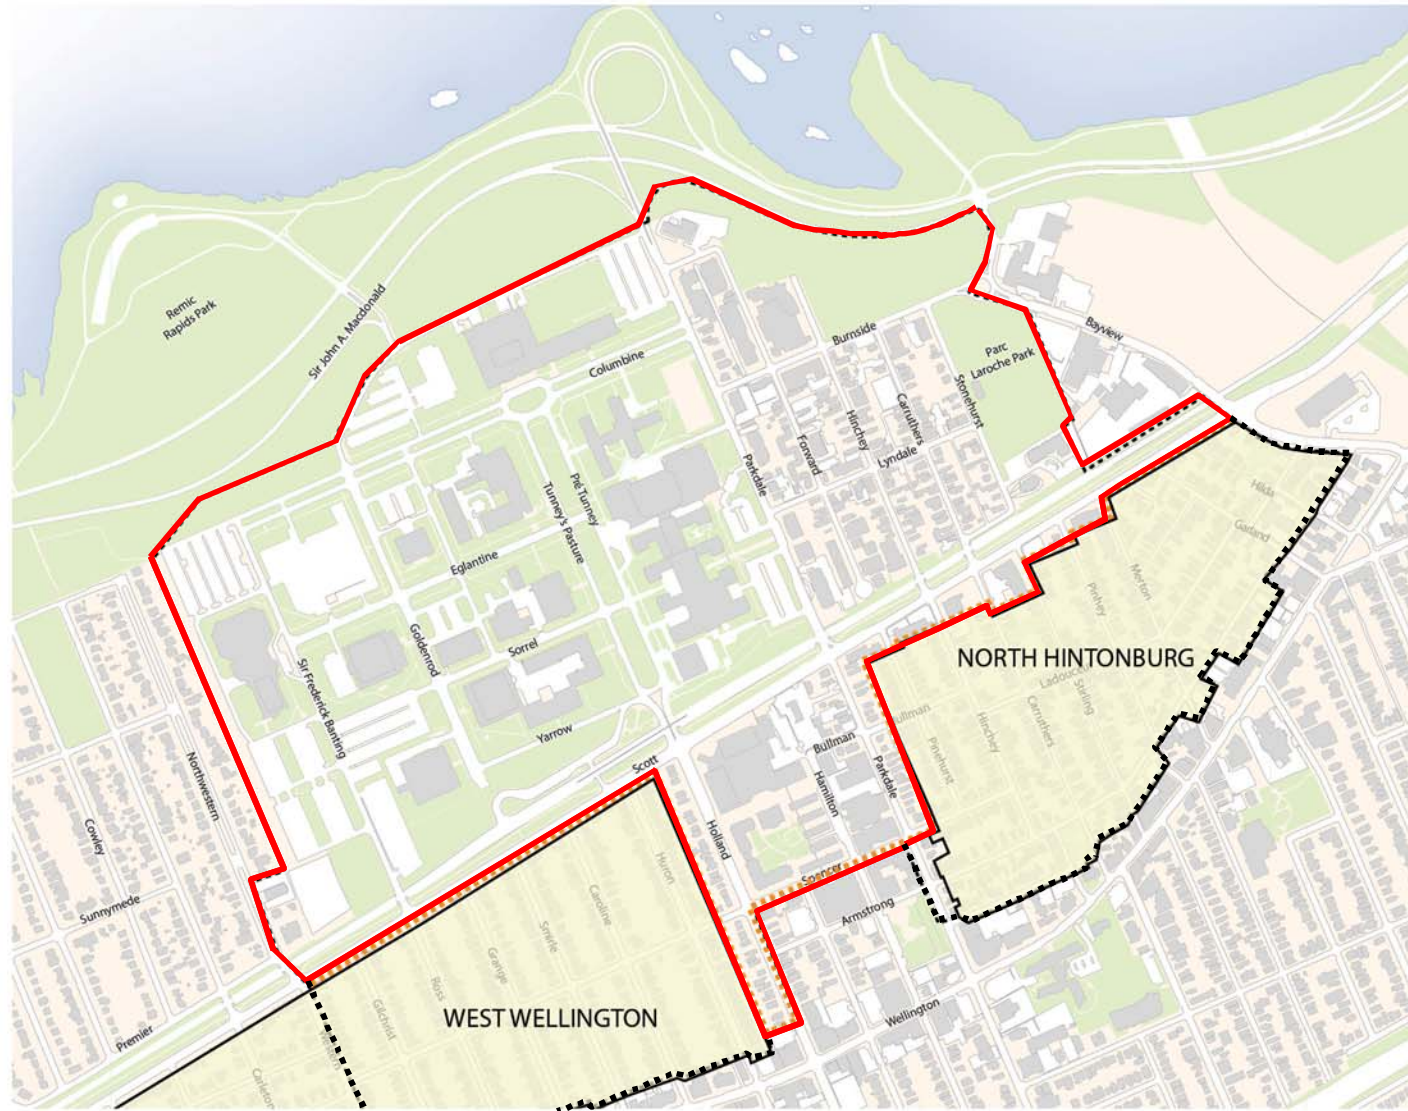 Remic
Rapids Park
Sir John A. Macdonald
Columbine
Burnside
Bayview
Parc
Laroche Park
Stonehurst
Carruthers
Hinchey
Forward
Lyndale
Parkdale
Pré Tunney
Tunney's Pasture
Eglantine
Goldenrod
Sorrel
Sir Frederick Banting
Yarrow
Scott
Northwestern
Cowley
Sunnymede
Premier
Hilda
Garland
Merton
Pinhey
NORTH HINTONBURG
Stirling
Carruthers
Hinchey
Pinehurst
Bullman
Parkdale
Hamilton
Holland
Spencer
Armstrong
Wellington
Huron
Caroline
Smirle
Grange
Ross
Gilchrist
WEST WELLINGTON